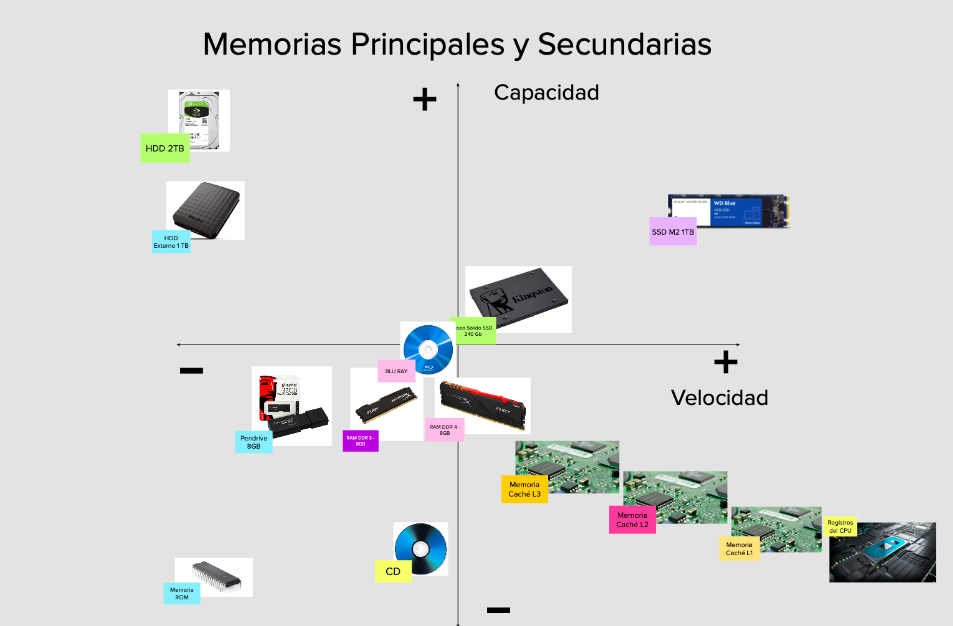 Memorias Principales y Secundarias
+
Capacidad
HDD 2TB
HDD
Externo 1 TB
WD Blue
SSD M2 1TB
Kingston
Sólido SSD
240 Gb
-
+
Velocidad
BLU RAY
Pendrive
8GB
RAM DDR 3 -
8GB
FURY
RAM DDR 4 -
8GB
FURY
Memoria
Caché L3
Memoria
Caché L2
Memoria
Caché L1
Registros
del CPU
CD
Memoria
ROM
-